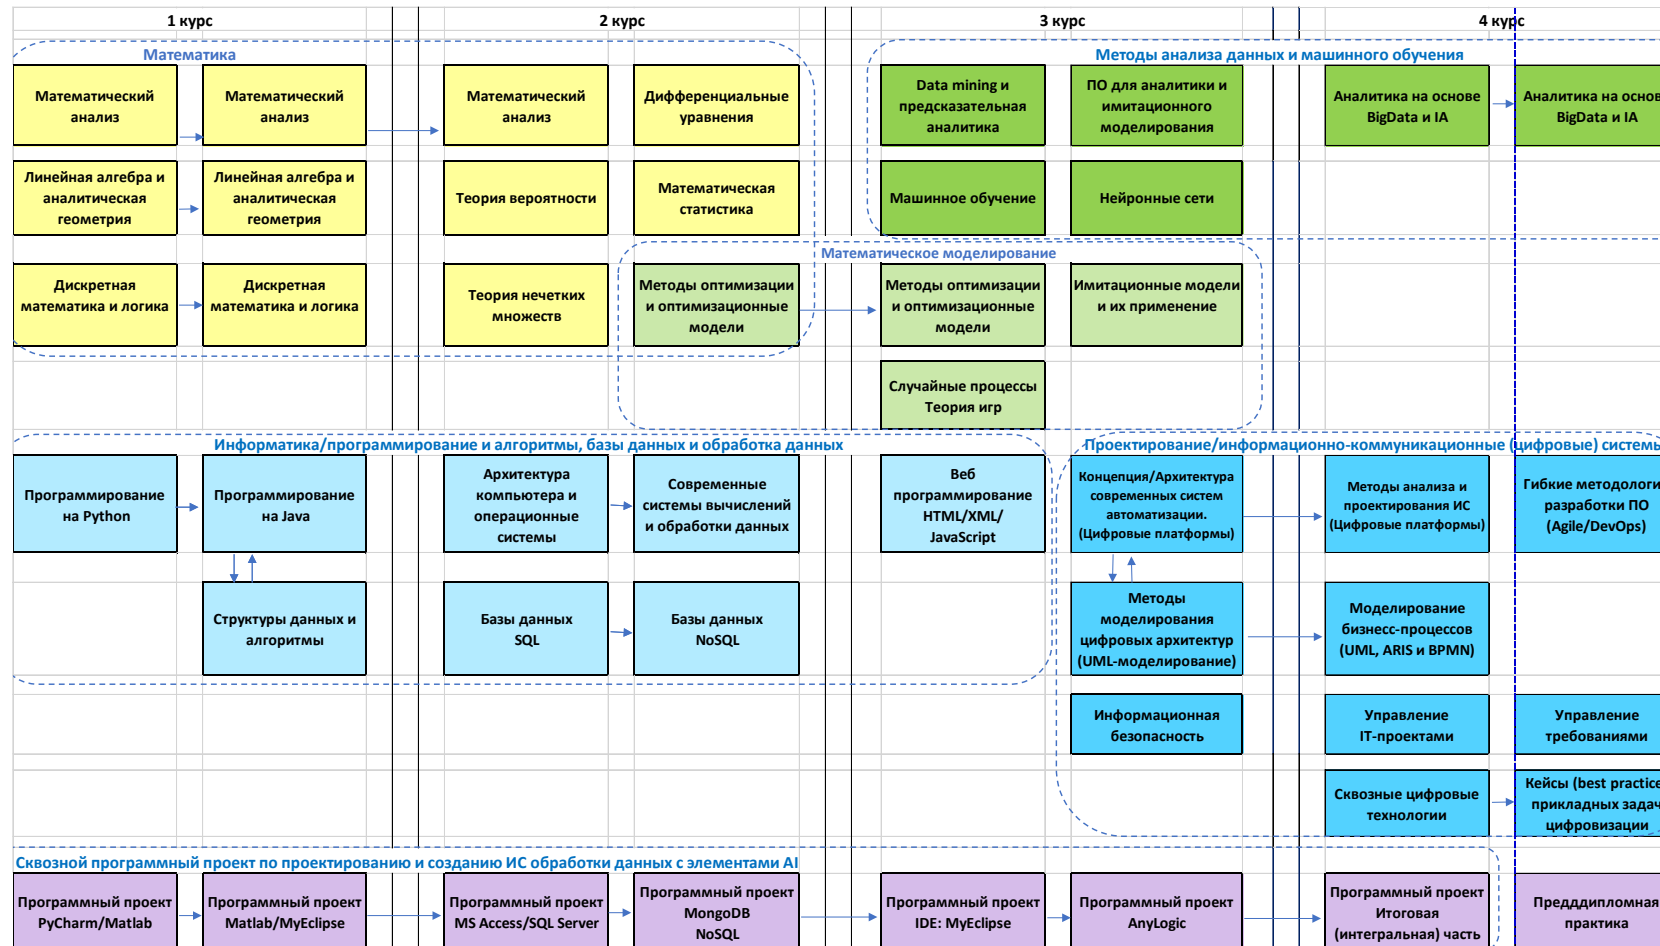 1 курс
2 курс
3 курс
4 курс
Математика
Методы анализа данных и машинного обучения
Математический
анализ
Математический
анализ
Математический
анализ
Дифференциальные
уравнения
Data mining и
предсказательная
аналитика
ПО для аналитики и
имитационного
моделирования
Аналитика на основе
BigData и IA
Аналитика на основ
BigData и IA
Линейная алгебра и
аналитическая
геометрия
Линейная алгебра и
аналитическая
геометрия
Теория вероятности
Математическая
статистика
Машинное обучение
Нейронные сети
Математическое моделирование
Дискретная
математика и логика
Дискретная
математика и логика
Теория нечетких
множеств
Методы оптимизации
и оптимизационные
модели
Методы оптимизации
и оптимизационные
модели
Имитационные модели
и их применение
Случайные процессы
Теория игр
Информатика/программирование и алгоритмы, базы данных и обработка данных
Проектирование/информационно-коммуникационные (цифровые) системы
Программирование
на Python
Программирование
на Java
Архитектура
компьютера и
операционные
системы
Современные
системы вычислений
и обработки данных
Веб
программирование
HTML/XML/
JavaScript
Концепция/Архитектура
современных систем
автоматизации.
(Цифровые платформы)
Методы анализа и
проектирования ИС
(Цифровые платформы)
Гибкие методологи
разработки ПО
(Agile/DevOps)
Структуры данных и
алгоритмы
Базы данных
SQL
Базы данных
NoSQL
Методы
моделирования
цифровых архитектур
(UML-моделирование)
Моделирование
бизнесс-процессов
(UML, ARIS и BPMN)
Информационная
безопасность
Управление
IT-проектами
Управление
требованиями
Сквозные цифровые
технологии
Кейсы (best practice
прикладных задач
цифровизации
Сквозной программный проект по проектированию и созданию ИС обработки данных с элементами AI
Программный проект
PyCharm/Matlab
Программный проект
Matlab/MyEclipse
Программный проект
MS Access/SQL Server
Программный проект
MongoDB
NoSQL
Программный проект
IDE: MyEclipse
Программный проект
AnyLogic
Программный проект
Итоговая
(интегральная) часть
Предддипломная
практика